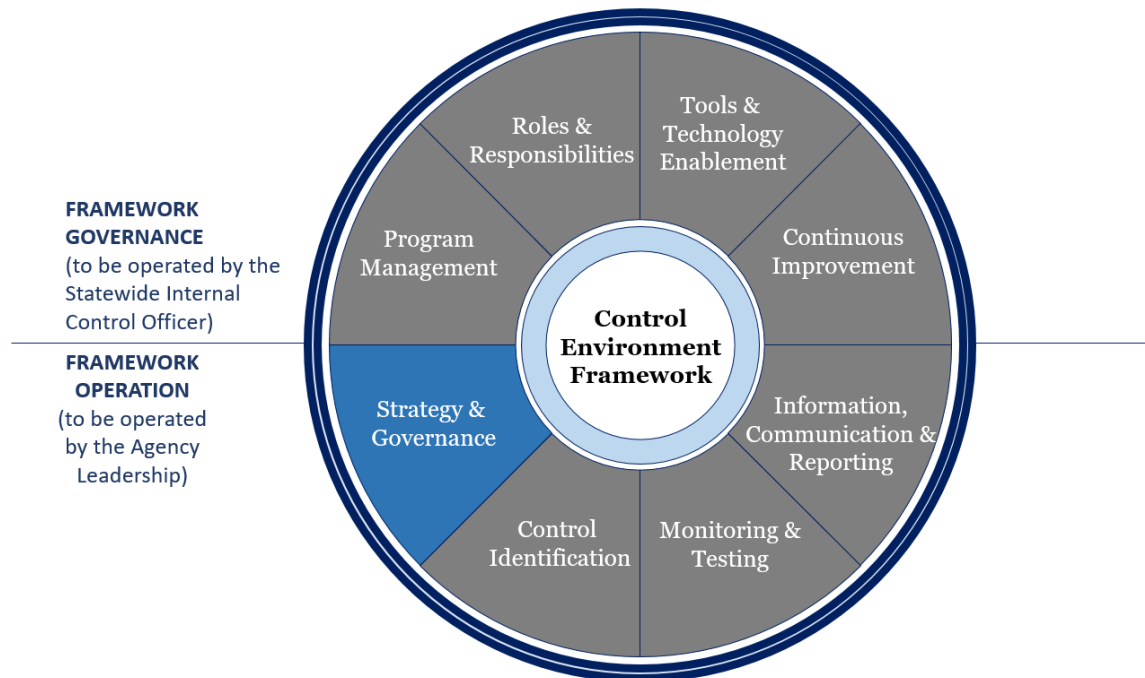 FRAMEWORK
GOVERNANCE
(to be operated by the
Statewide Internal
Control Officer)
FRAMEWORK
OPERATION
(to be operated
by the Agency
Leadership)
Roles &
Responsibilities
Tools &
Technology
Enablement
Program
Management
Continuous
Improvement
Control
Environment
Framework
Strategy &
Governance
Information,
Communication &
Reporting
Control
Identification
Monitoring &
Testing